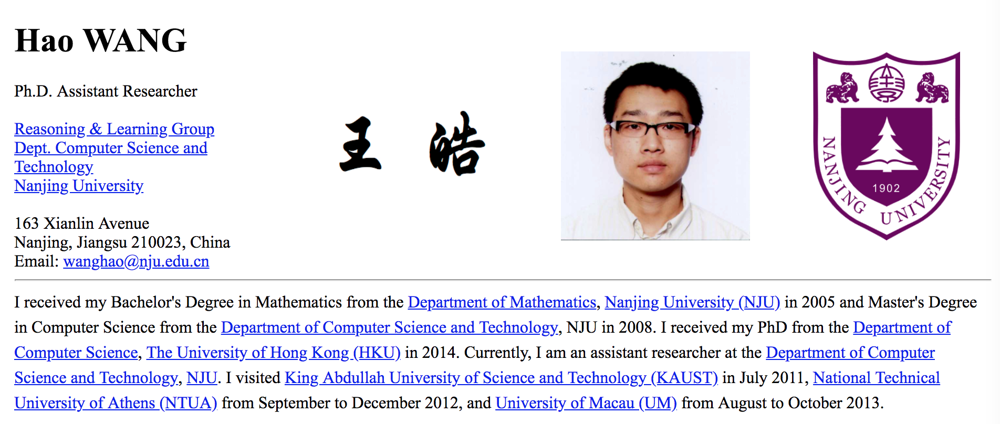 Hao WANG
Ph.D. Assistant Researcher
Reasoning & Learning Group
Dept. Computer Science and
Technology
Nanjing University
163 Xianlin Avenue
Nanjing, Jiangsu 210023, China
Email: wanghao@nju.edu.cn
王 皓
NANJING UNIVERSITY
1902
I received my Bachelor's Degree in Mathematics from the Department of Mathematics, Nanjing University (NJU) in 2005 and Master's Degree
in Computer Science from the Department of Computer Science and Technology, NJU in 2008. I received my PhD from the Department of
Computer Science, The University of Hong Kong (HKU) in 2014. Currently, I am an assistant researcher at the Department of Computer
Science and Technology, NJU. I visited King Abdullah University of Science and Technology (KAUST) in July 2011, National Technical
University of Athens (NTUA) from September to December 2012, and University of Macau (UM) from August to October 2013.